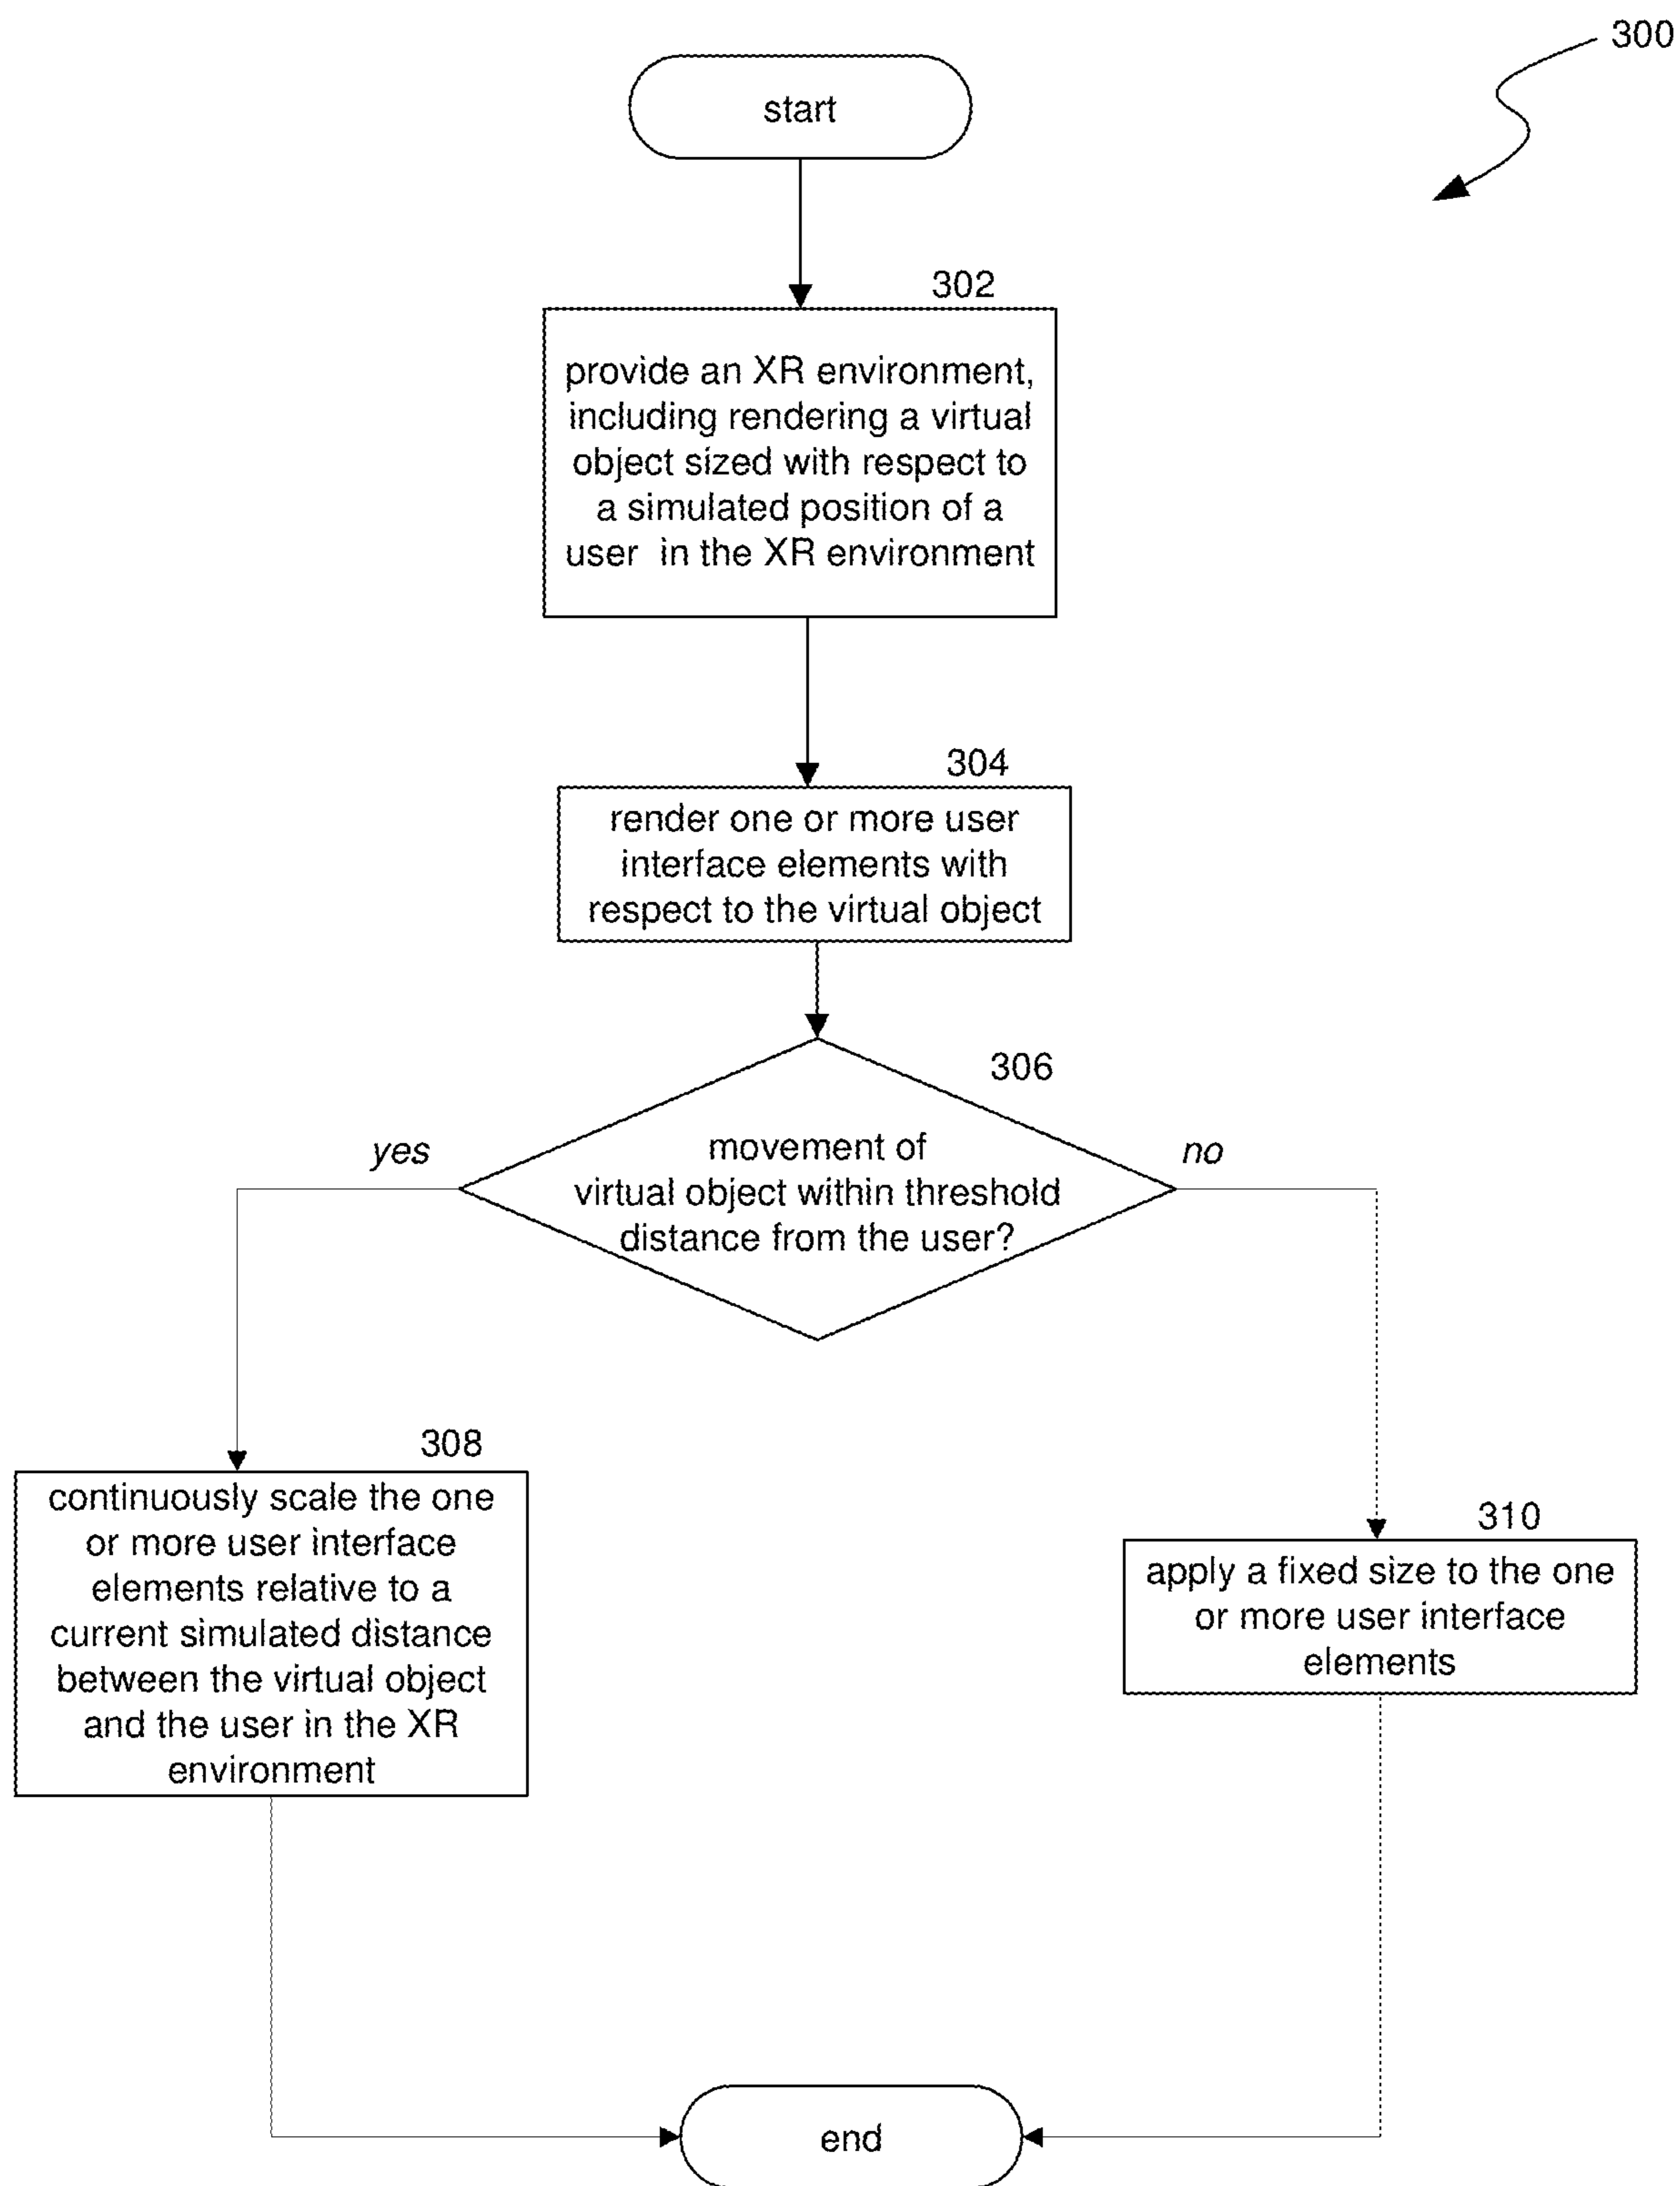 300
start
302
provide an XR environment,
including rendering a virtual
object sized with respect to
a simulated position of a
user in the XR environment
304
render one or more user
interface elements with
respect to the virtual object
306
yes
movement of
virtual object within threshold
distance from the user?
no
308
continuously scale the one
or more user interface
elements relative to a
current simulated distance
between the virtual object
and the user in the XR
environment
310
apply a fixed size to the one
or more user interface
elements
end